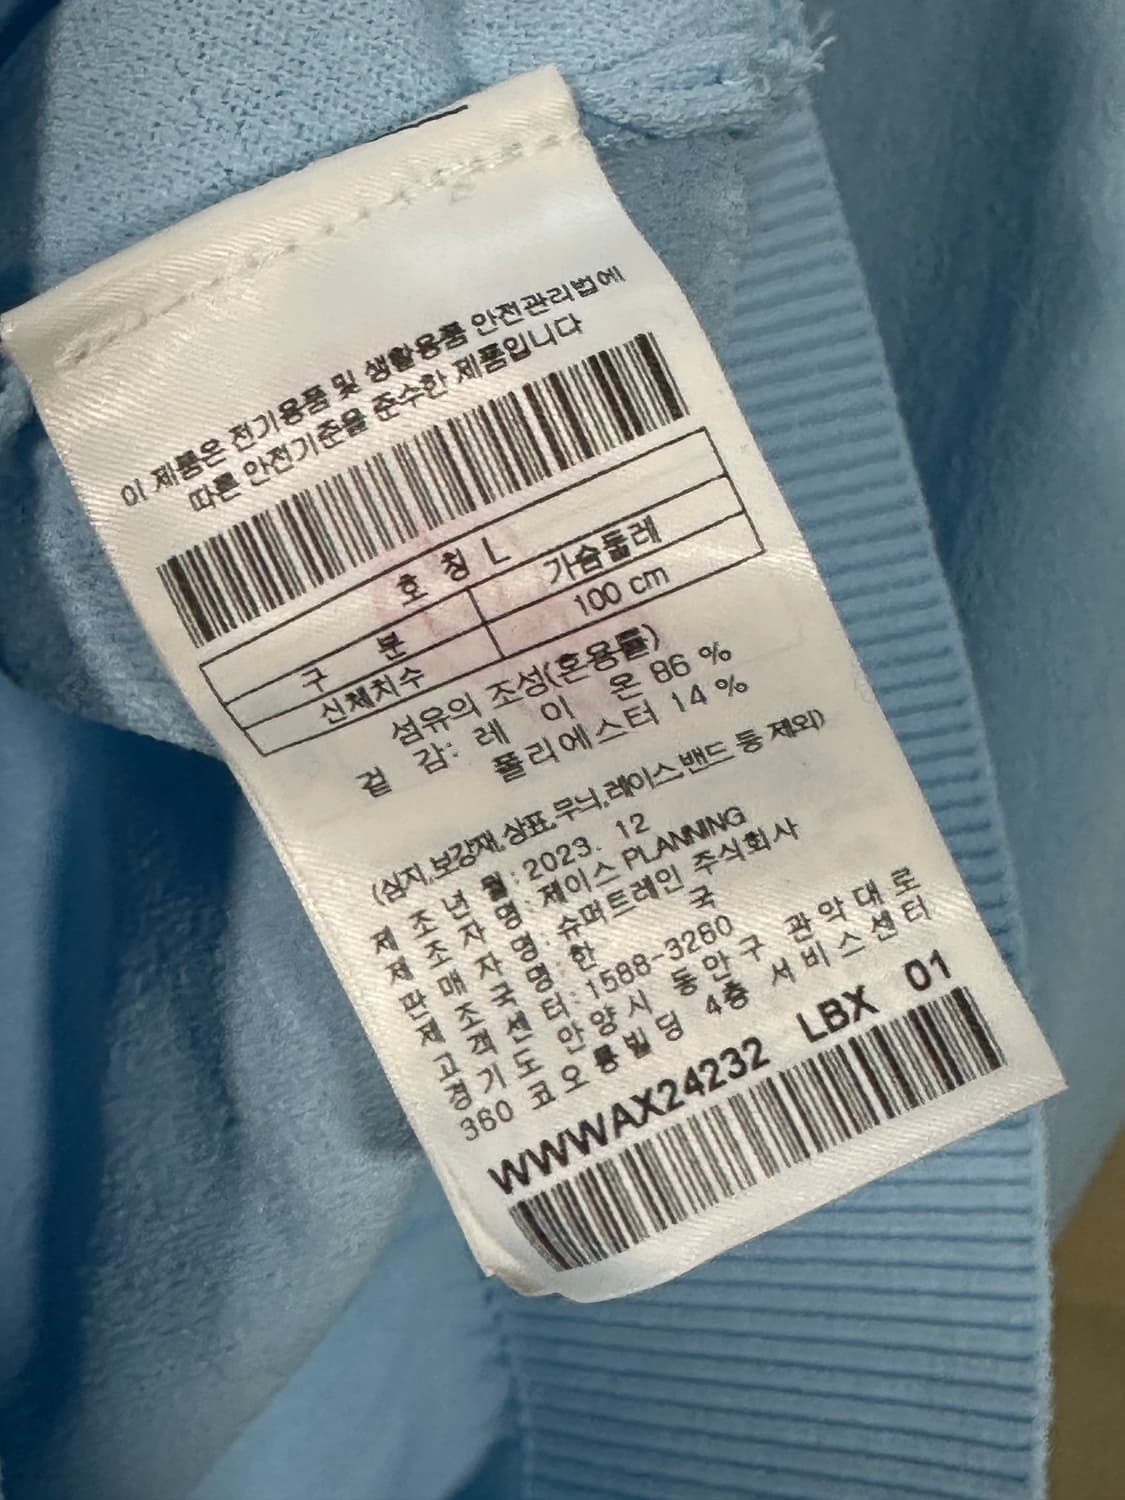 이 제품은 전기용품 및 생활용품 안전관리법에
따른 안전기준을 준수한 제품입니다
호 칭 L
구 분 가슴둘레
신체치수 100 cm
섬유의 조성(혼용률)
겉 감: 레 이 온 86 %
폴리에스터 14 %
(심지,보강재,상표,무늬,레이스,밴드 등 제외)
제 조 년 월: 2023. 12
제 조 자 명: 제이스 PLANNING
판 매 자 명: 슈퍼트레인 주식회사
제 조 국 명: 한 국
고 객 센 터: 1588-3260
경 기 도 안 양 시 동 안 구 관 악 대 로
360 코 오 롱 빌 딩 4층 서 비 스 센 터
WWWAX24232 LBX 01